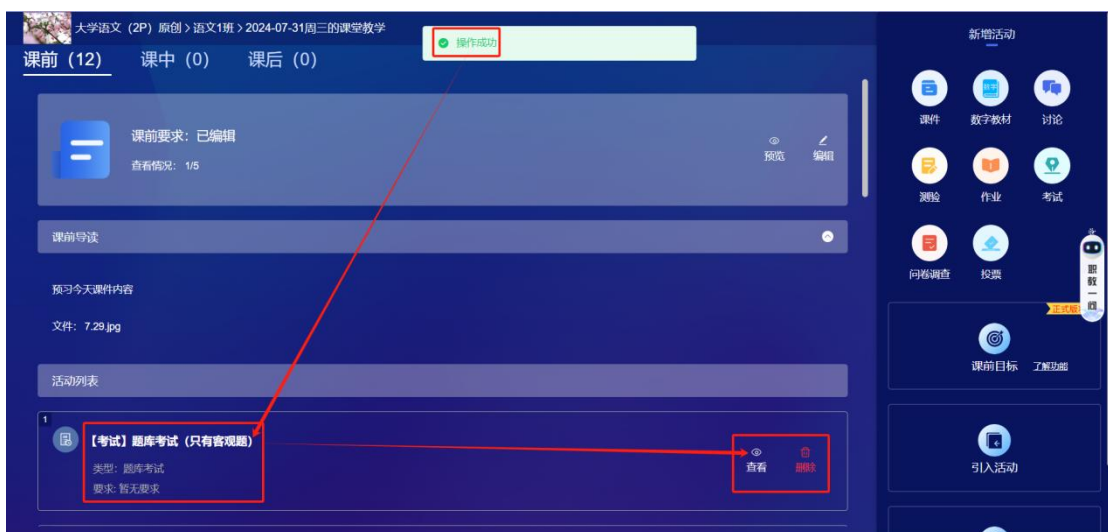 大学语文（2P）原创 > 语文1班 > 2024-07-31周三的课堂教学
操作成功
课前（12） 课中（0） 课后（0）
课前要求：已编辑
查看情况： 1/5
预览 编辑
课前导读
预习今天课件内容
文件： 7.29.jpg
活动列表
1
【考试】题库考试（只有客观题）
类型：题库考试
要求: 暂无要求
查看 删除
新增活动
课件 数字教材 讨论
测验 作业 考试
问卷调查 投票
职教一问
正式版
课前目标 了解功能
引入活动